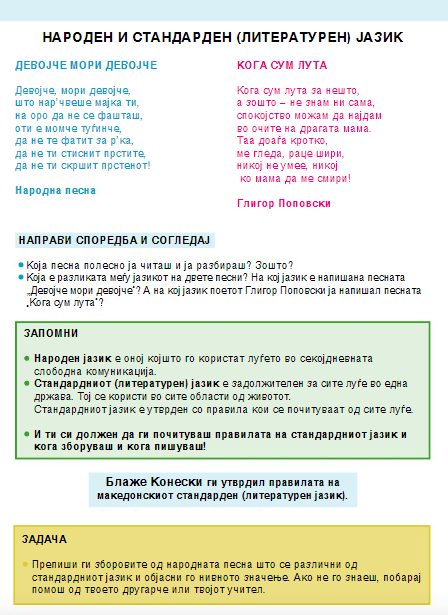 НАРОДЕН И СТАНДАРДЕН (ЛИТЕРАТУРЕН) ЈАЗИК
ДЕВОЈЧЕ МОРИ ДЕВОЈЧЕ
Девојче, мори девојче,
што нар’чвеше мајка ти,
на оро да не се фашташ,
оти е момче туѓинче,
да не те фатит за р’ка,
да не ти стиснит прстите,
да не ти скршит прстенот!
Народна песна
КОГА СУМ ЛУТА
Кога сум лута за нешто,
а зошто – не знам ни сама,
спокојство можам да најдам
во очите на драгата мама.
Таа доаѓа кротко,
ме гледа, раце шири,
никој не умее, никој
ко мама да ме смири!
Глигор Поповски
НАПРАВИ СПОРЕДБА И СОГЛЕДАЈ
● Која песна полесно ја читаш и ја разбираш? Зошто?
● Која е разликата меѓу јазикот на двете песни? На кој јазик е напишана песната
„Девојче мори девојче“? А на кој јазик поетот Глигор Поповски ја напишал песната
„Кога сум лута“?
ЗАПОМНИ
● Народен јазик е оној којшто го користат луѓето во секојдневната
слободна комуникација.
● Стандардниот (литературен) јазик е задолжителен за сите луѓе во една
држава. Тој се користи во сите области од животот.
Стандардниот јазик е утврден со правила кои се почитуваат од сите луѓе.
● И ти си должен да ги почитуваш правилата на стандардниот јазик и
кога зборуваш и кога пишуваш!
Блаже Конески ги утврдил правилата на
македонскиот стандарден (литературен јазик).
ЗАДАЧА
● Препиши ги зборовите од народната песна што се различни од
стандардниот јазик и објасни го нивното значење. Ако не го знаеш, побарај
помош од твоето другарче или твојот учител.